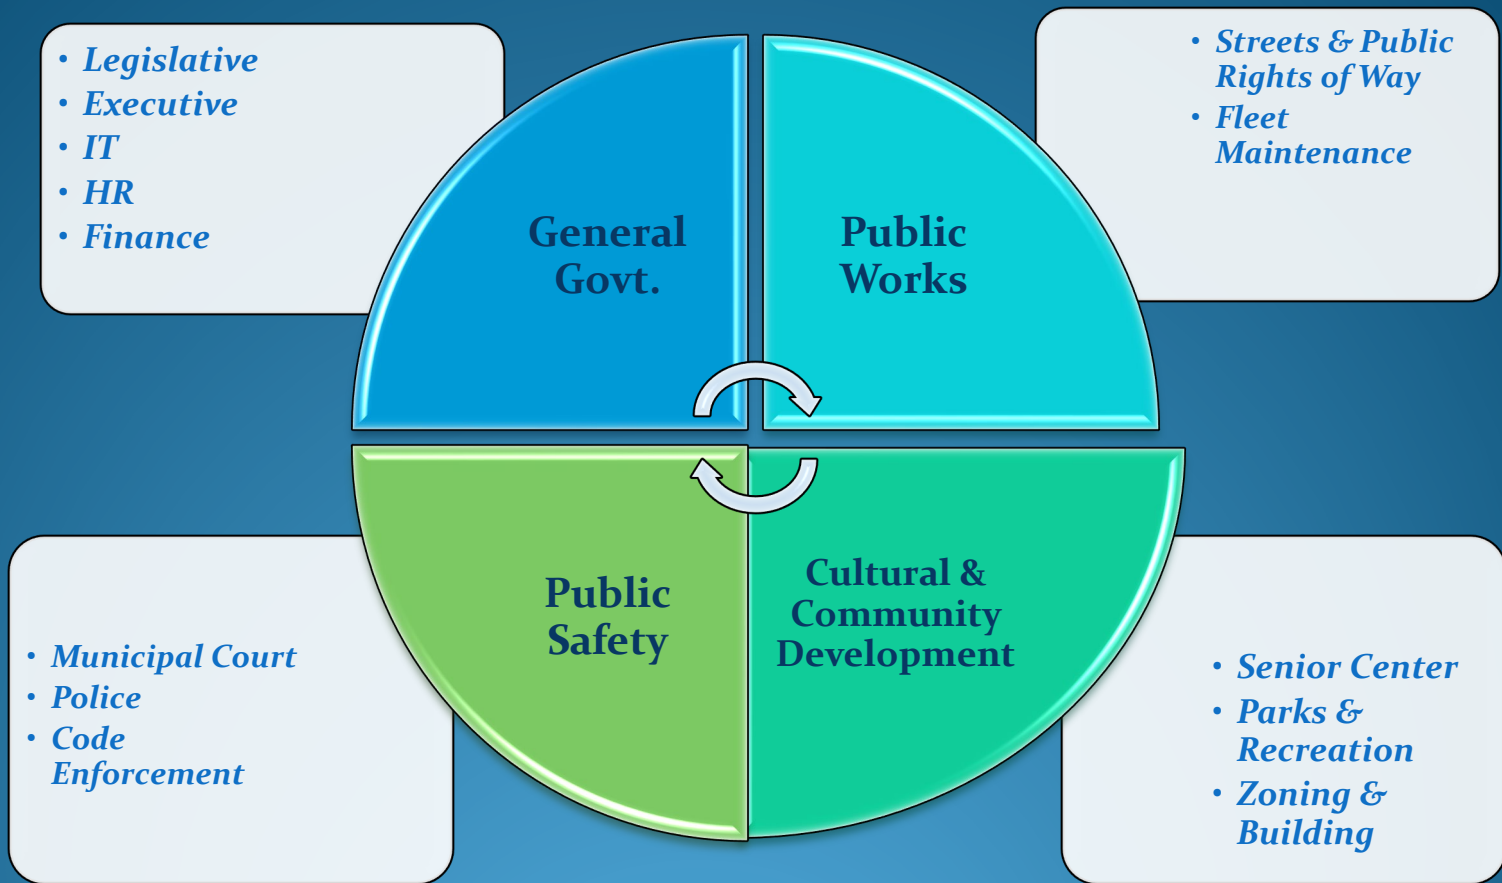 • Legislative
• Executive
• IT
• HR
• Finance
General
Govt.
Public
Works
• Streets & Public
Rights of Way
• Fleet
Maintenance
Public
Safety
• Municipal Court
• Police
• Code
Enforcement
Cultural &
Community
Development
• Senior Center
• Parks &
Recreation
• Zoning &
Building